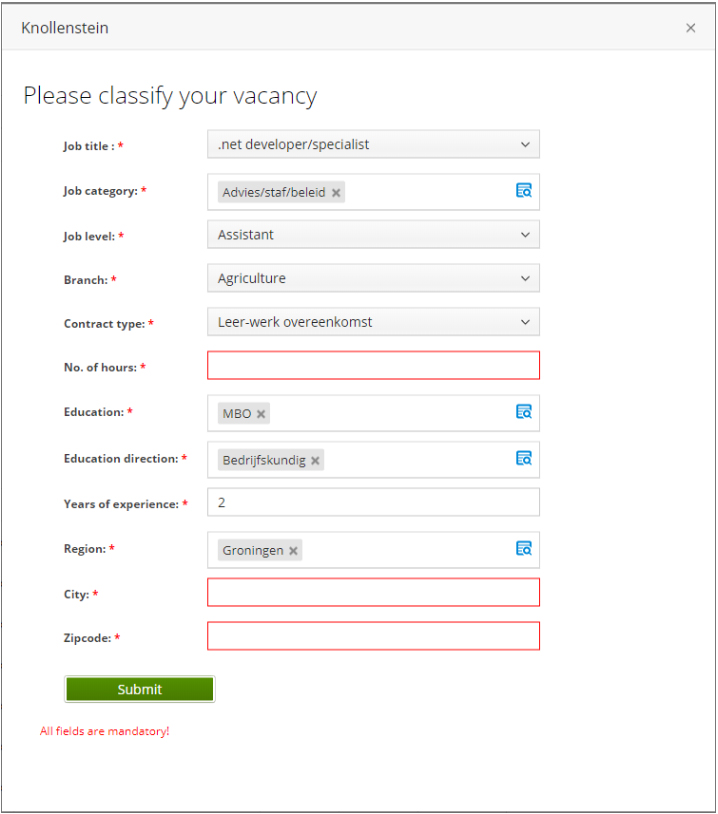 Knollenstein ×
Please classify your vacancy
Job title : * .net developer/specialist
Job category: * Advies/staf/beleid ×
Job level: * Assistant
Branch: * Agriculture
Contract type: * Leer-werk overeenkomst
No. of hours: *
Education: * MBO ×
Education direction: * Bedrijfskundig ×
Years of experience: * 2
Region: * Groningen ×
City: *
Zipcode: *
Submit
All fields are mandatory!